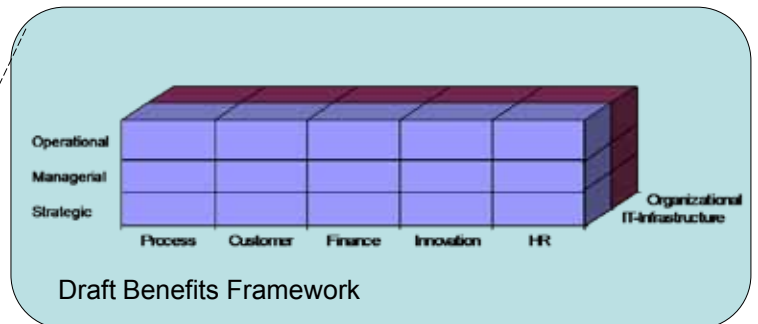 Operational
Managerial
Strategic
Organizational
IT-Infrastructure
Process Customer Finance Innovation HR
Draft Benefits Framework